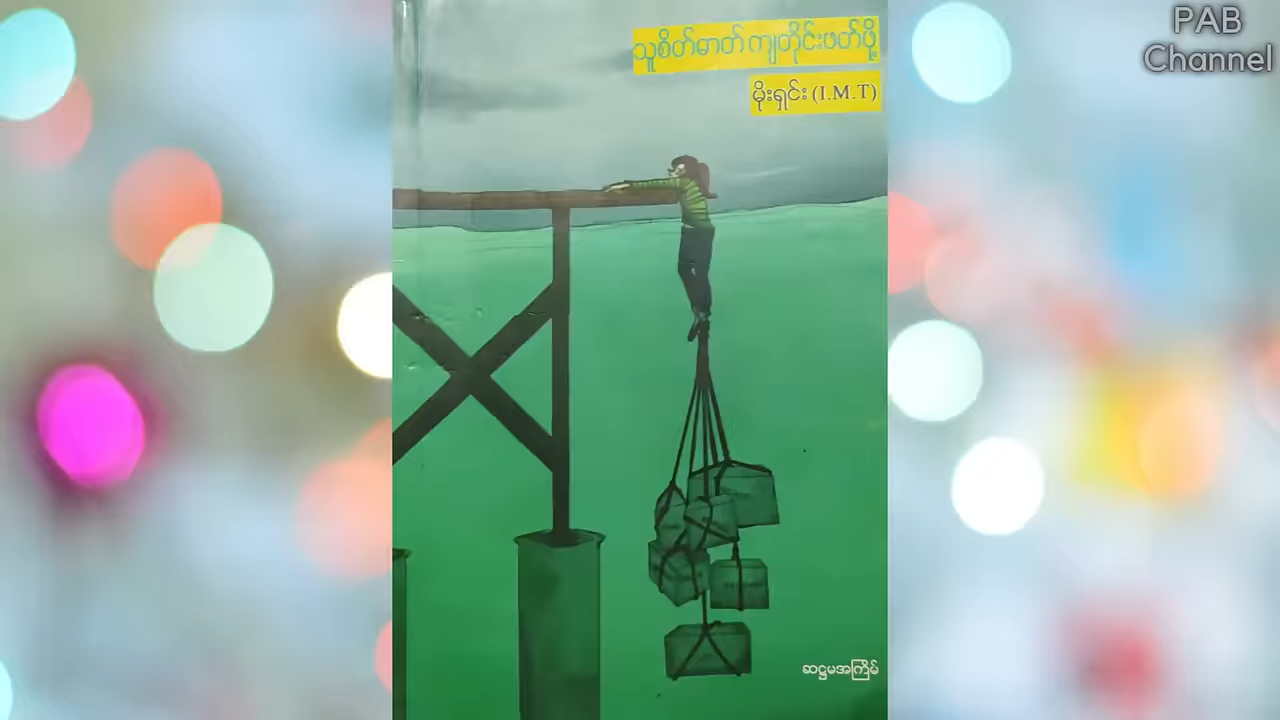 သူ့စိတ်ဓာတ် ကျတိုင်းဖတ်ဖို့
မိုးရှင်း (I.M.T)
ဆဋ္ဌမအကြိမ်
PAB
Channel